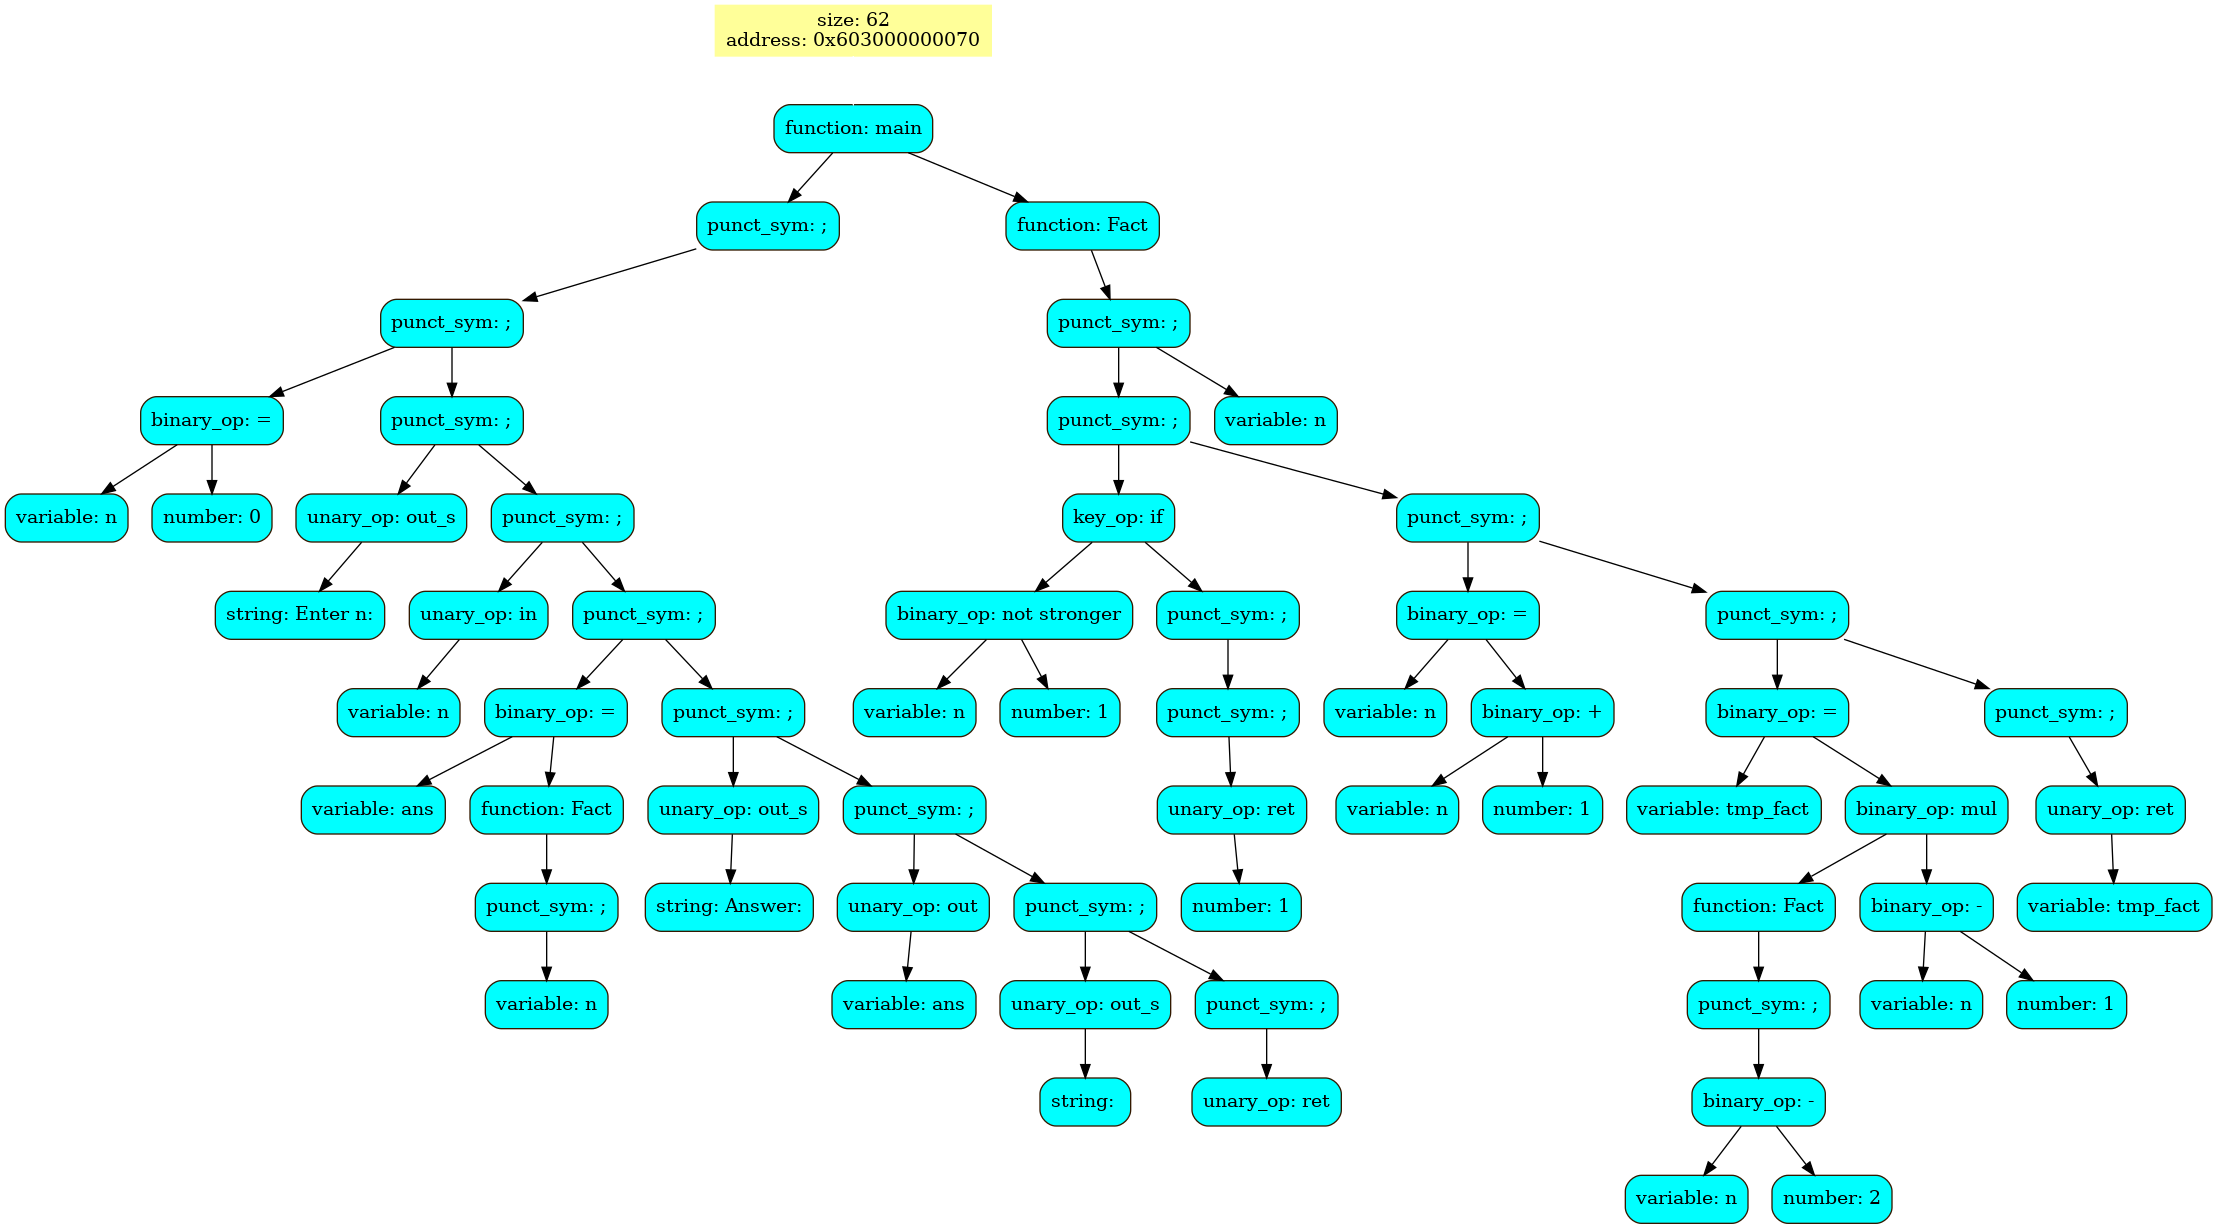 size: 62
address: 0x603000000070
function: main
punct_sym: ;
function: Fact
punct_sym: ;
punct_sym: ;
binary_op: =
punct_sym: ;
punct_sym: ;
variable: n
variable: n
number: 0
unary_op: out_s
punct_sym: ;
key_op: if
punct_sym: ;
string: Enter n:
unary_op: in
punct_sym: ;
binary_op: not stronger
punct_sym: ;
binary_op: =
punct_sym: ;
variable: n
binary_op: =
punct_sym: ;
variable: n
number: 1
punct_sym: ;
variable: n
binary_op: +
binary_op: =
punct_sym: ;
variable: ans
function: Fact
unary_op: out_s
punct_sym: ;
unary_op: ret
variable: n
number: 1
variable: tmp_fact
binary_op: mul
unary_op: ret
punct_sym: ;
string: Answer:
unary_op: out
punct_sym: ;
number: 1
function: Fact
binary_op: -
variable: tmp_fact
variable: n
variable: ans
unary_op: out_s
punct_sym: ;
punct_sym: ;
variable: n
number: 1
string:
unary_op: ret
binary_op: -
variable: n
number: 2